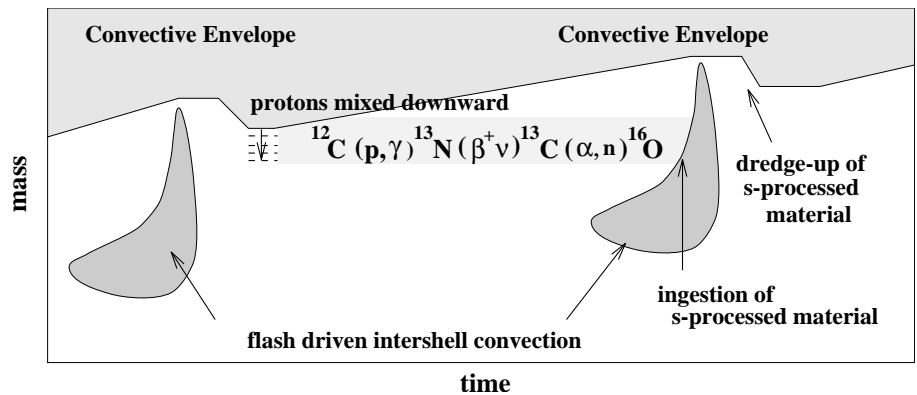 Convective Envelope
Convective Envelope
protons mixed downward
¹²C (p,γ)¹³N(β⁺ν)¹³C(α,n)¹⁶O
dredge-up of
s-processed
material
ingestion of
s-processed material
flash driven intershell convection
mass
time